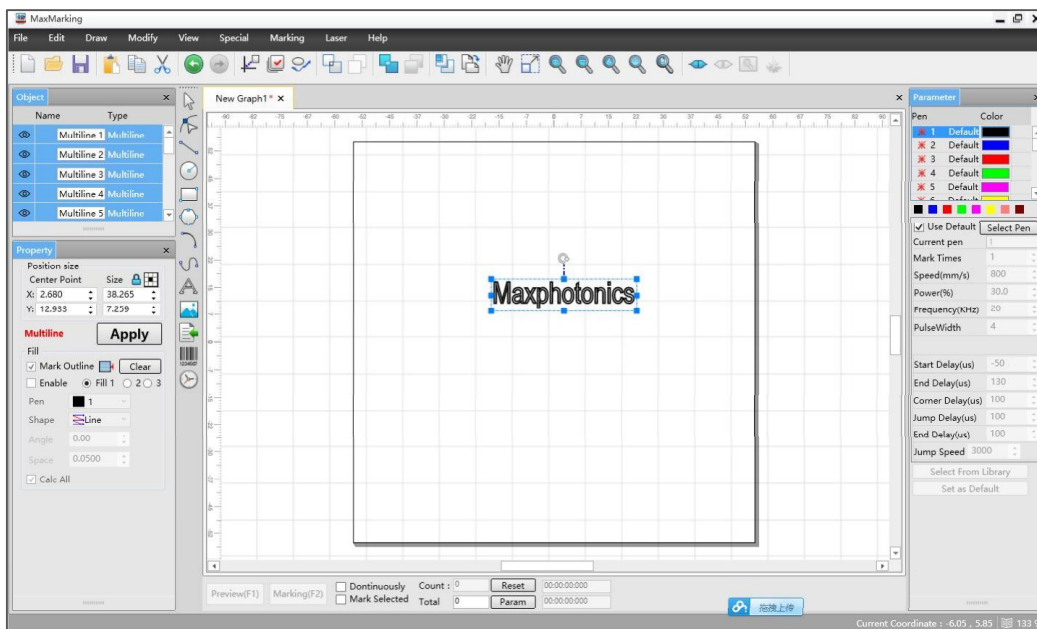 MaxMarking
File Edit Draw Modify View Special Marking Laser Help
Object
Name Type
Multiline 1 Multiline
Multiline 2 Multiline
Multiline 3 Multiline
Multiline 4 Multiline
Multiline 5 Multiline
Property
Position size
Center Point Size
X: 2.680 38.265
Y: 12.933 7.259
Multiline Apply
Fill
Mark Outline Clear
Enable Fill 1 2 3
Pen 1
Shape Line
Angle 0.00
Space 0.0500
Calc All
New Graph1*
Maxphotonics
Preview(F1) Marking(F2)
Dontinuously Count : 0 Reset 00:00:00:000
Mark Selected Total 0 Param 00:00:00:000
拖拽上传
Parameter
Pen Color
1 Default
2 Default
3 Default
4 Default
5 Default
Use Default Select Pen
Current pen 1
Mark Times 1
Speed(mm/s) 800
Power(%) 30.0
Frequency(KHz) 20
PulseWidth 4
Start Delay(us) -50
End Delay(us) 130
Corner Delay(us) 100
Jump Delay(us) 100
End Delay(us) 100
Jump Speed 3000
Select From Library
Set as Default
Current Coordinate : -6.05 , 5.85 133